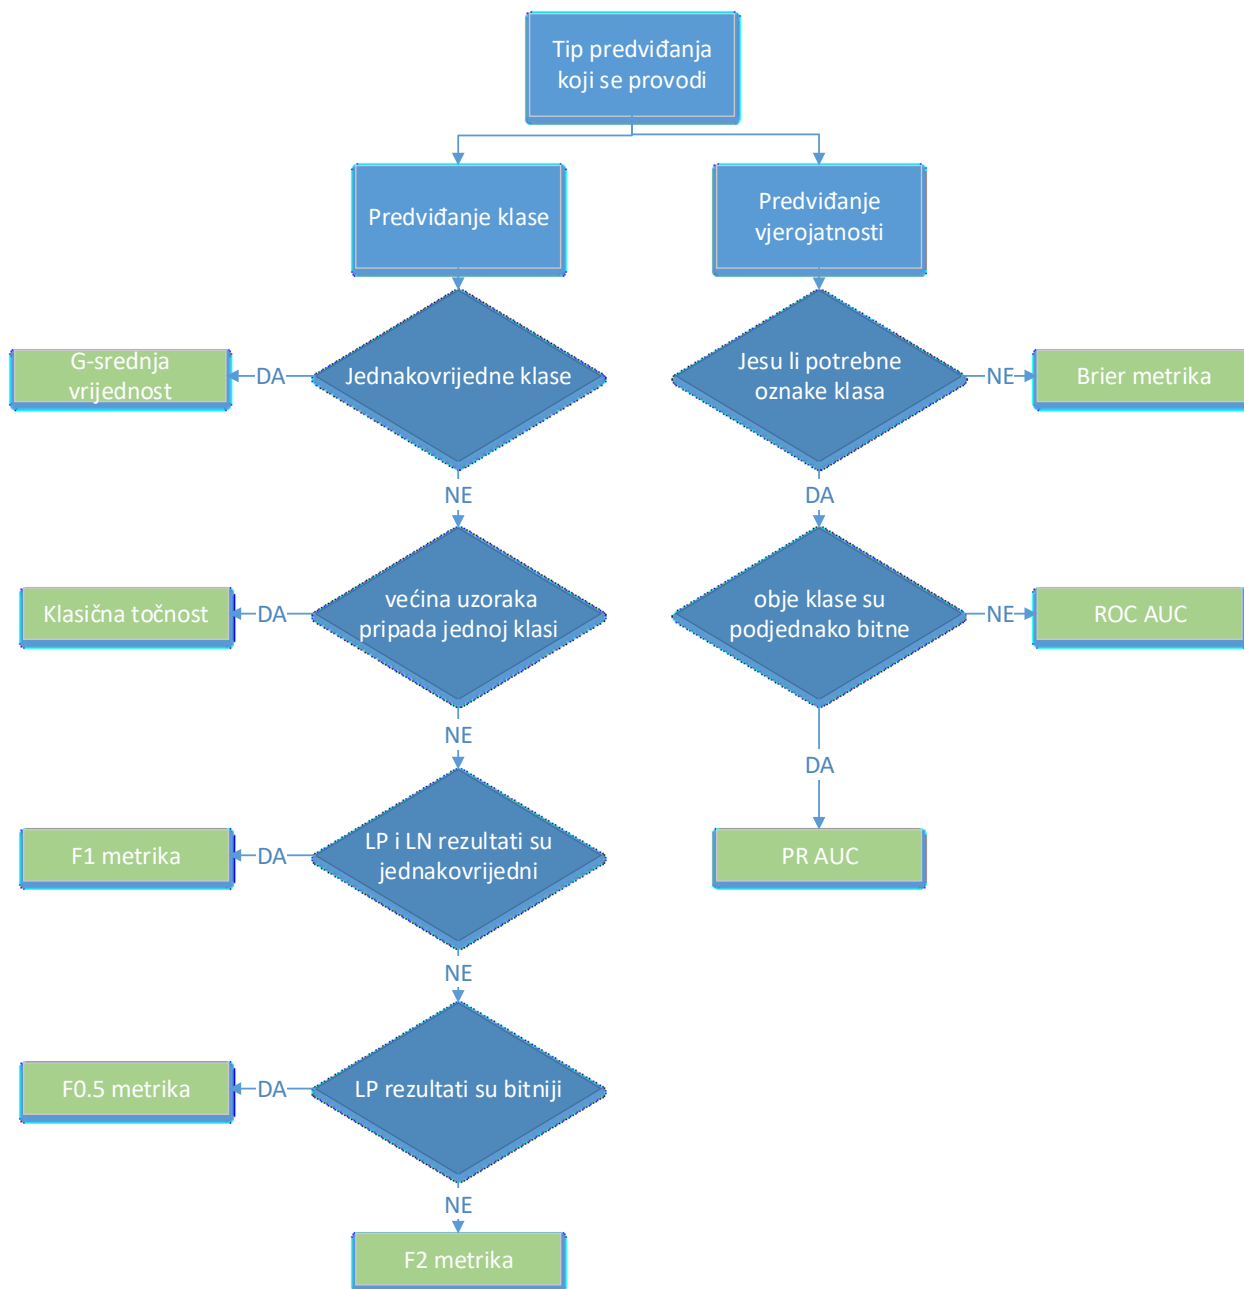 Tip predviđanja
koji se provodi
Predviđanje klase
Predviđanje
vjerojatnosti
G-srednja
vrijednost
DA
Jednakovrijedne klase
Jesu li potrebne
oznake klasa
NE
Brier metrika
NE
DA
Klasična točnost
DA
većina uzoraka
pripada jednoj klasi
obje klase su
podjednako bitne
NE
ROC AUC
NE
DA
F1 metrika
DA
LP i LN rezultati su
jednakovrijedni
PR AUC
NE
F0.5 metrika
DA
LP rezultati su bitniji
NE
F2 metrika